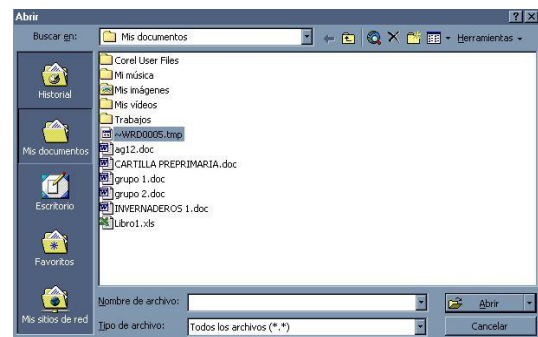 Abrir
Buscar en: Mis documentos Herramientas
Historial
Mis documentos
Escritorio
Favoritos
Mis sitios de red
Corel User Files
Mi música
Mis imágenes
Mis vídeos
Trabajos
~WRD0005.tmp
ag12.doc
CARTILLA PREPRIMARIA.doc
grupo 1.doc
grupo 2.doc
INVERNADEROS 1.doc
Libro1.xls
Nombre de archivo: Abrir
Tipo de archivo: Todos los archivos (*.*) Cancelar